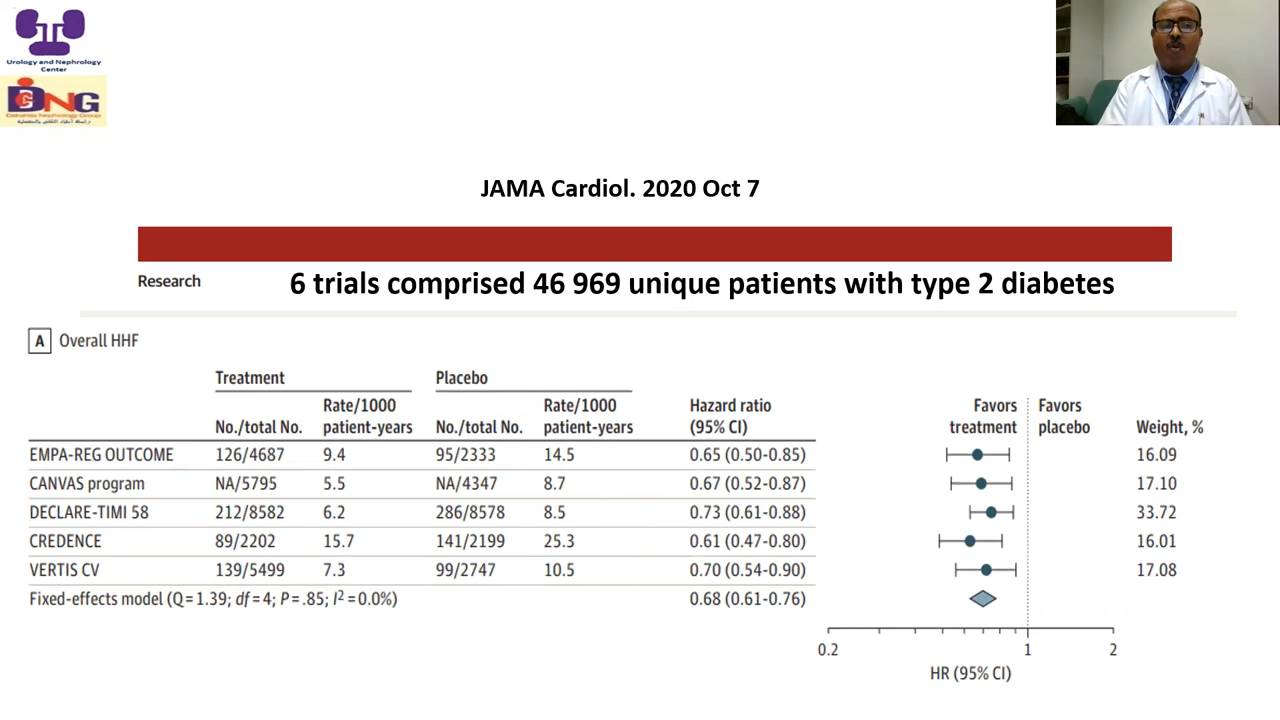 Urology and Nephrology
Center
DNG
Dakahlia Nephrology Group
JAMA Cardiol. 2020 Oct 7
Research
6 trials comprised 46 969 unique patients with type 2 diabetes
A Overall HHF
Treatment Placebo
No./total No. Rate/1000 patient-years No./total No. Rate/1000 patient-years Hazard ratio (95% CI) Favors treatment Favors placebo Weight, %
EMPA-REG OUTCOME 126/4687 9.4 95/2333 14.5 0.65 (0.50-0.85) 16.09
CANVAS program NA/5795 5.5 NA/4347 8.7 0.67 (0.52-0.87) 17.10
DECLARE-TIMI 58 212/8582 6.2 286/8578 8.5 0.73 (0.61-0.88) 33.72
CREDENCE 89/2202 15.7 141/2199 25.3 0.61 (0.47-0.80) 16.01
VERTIS CV 139/5499 7.3 99/2747 10.5 0.70 (0.54-0.90) 17.08
Fixed-effects model (Q = 1.39; df = 4; P = .85; I² = 0.0%) 0.68 (0.61-0.76)
0.2 1 2
HR (95% CI)